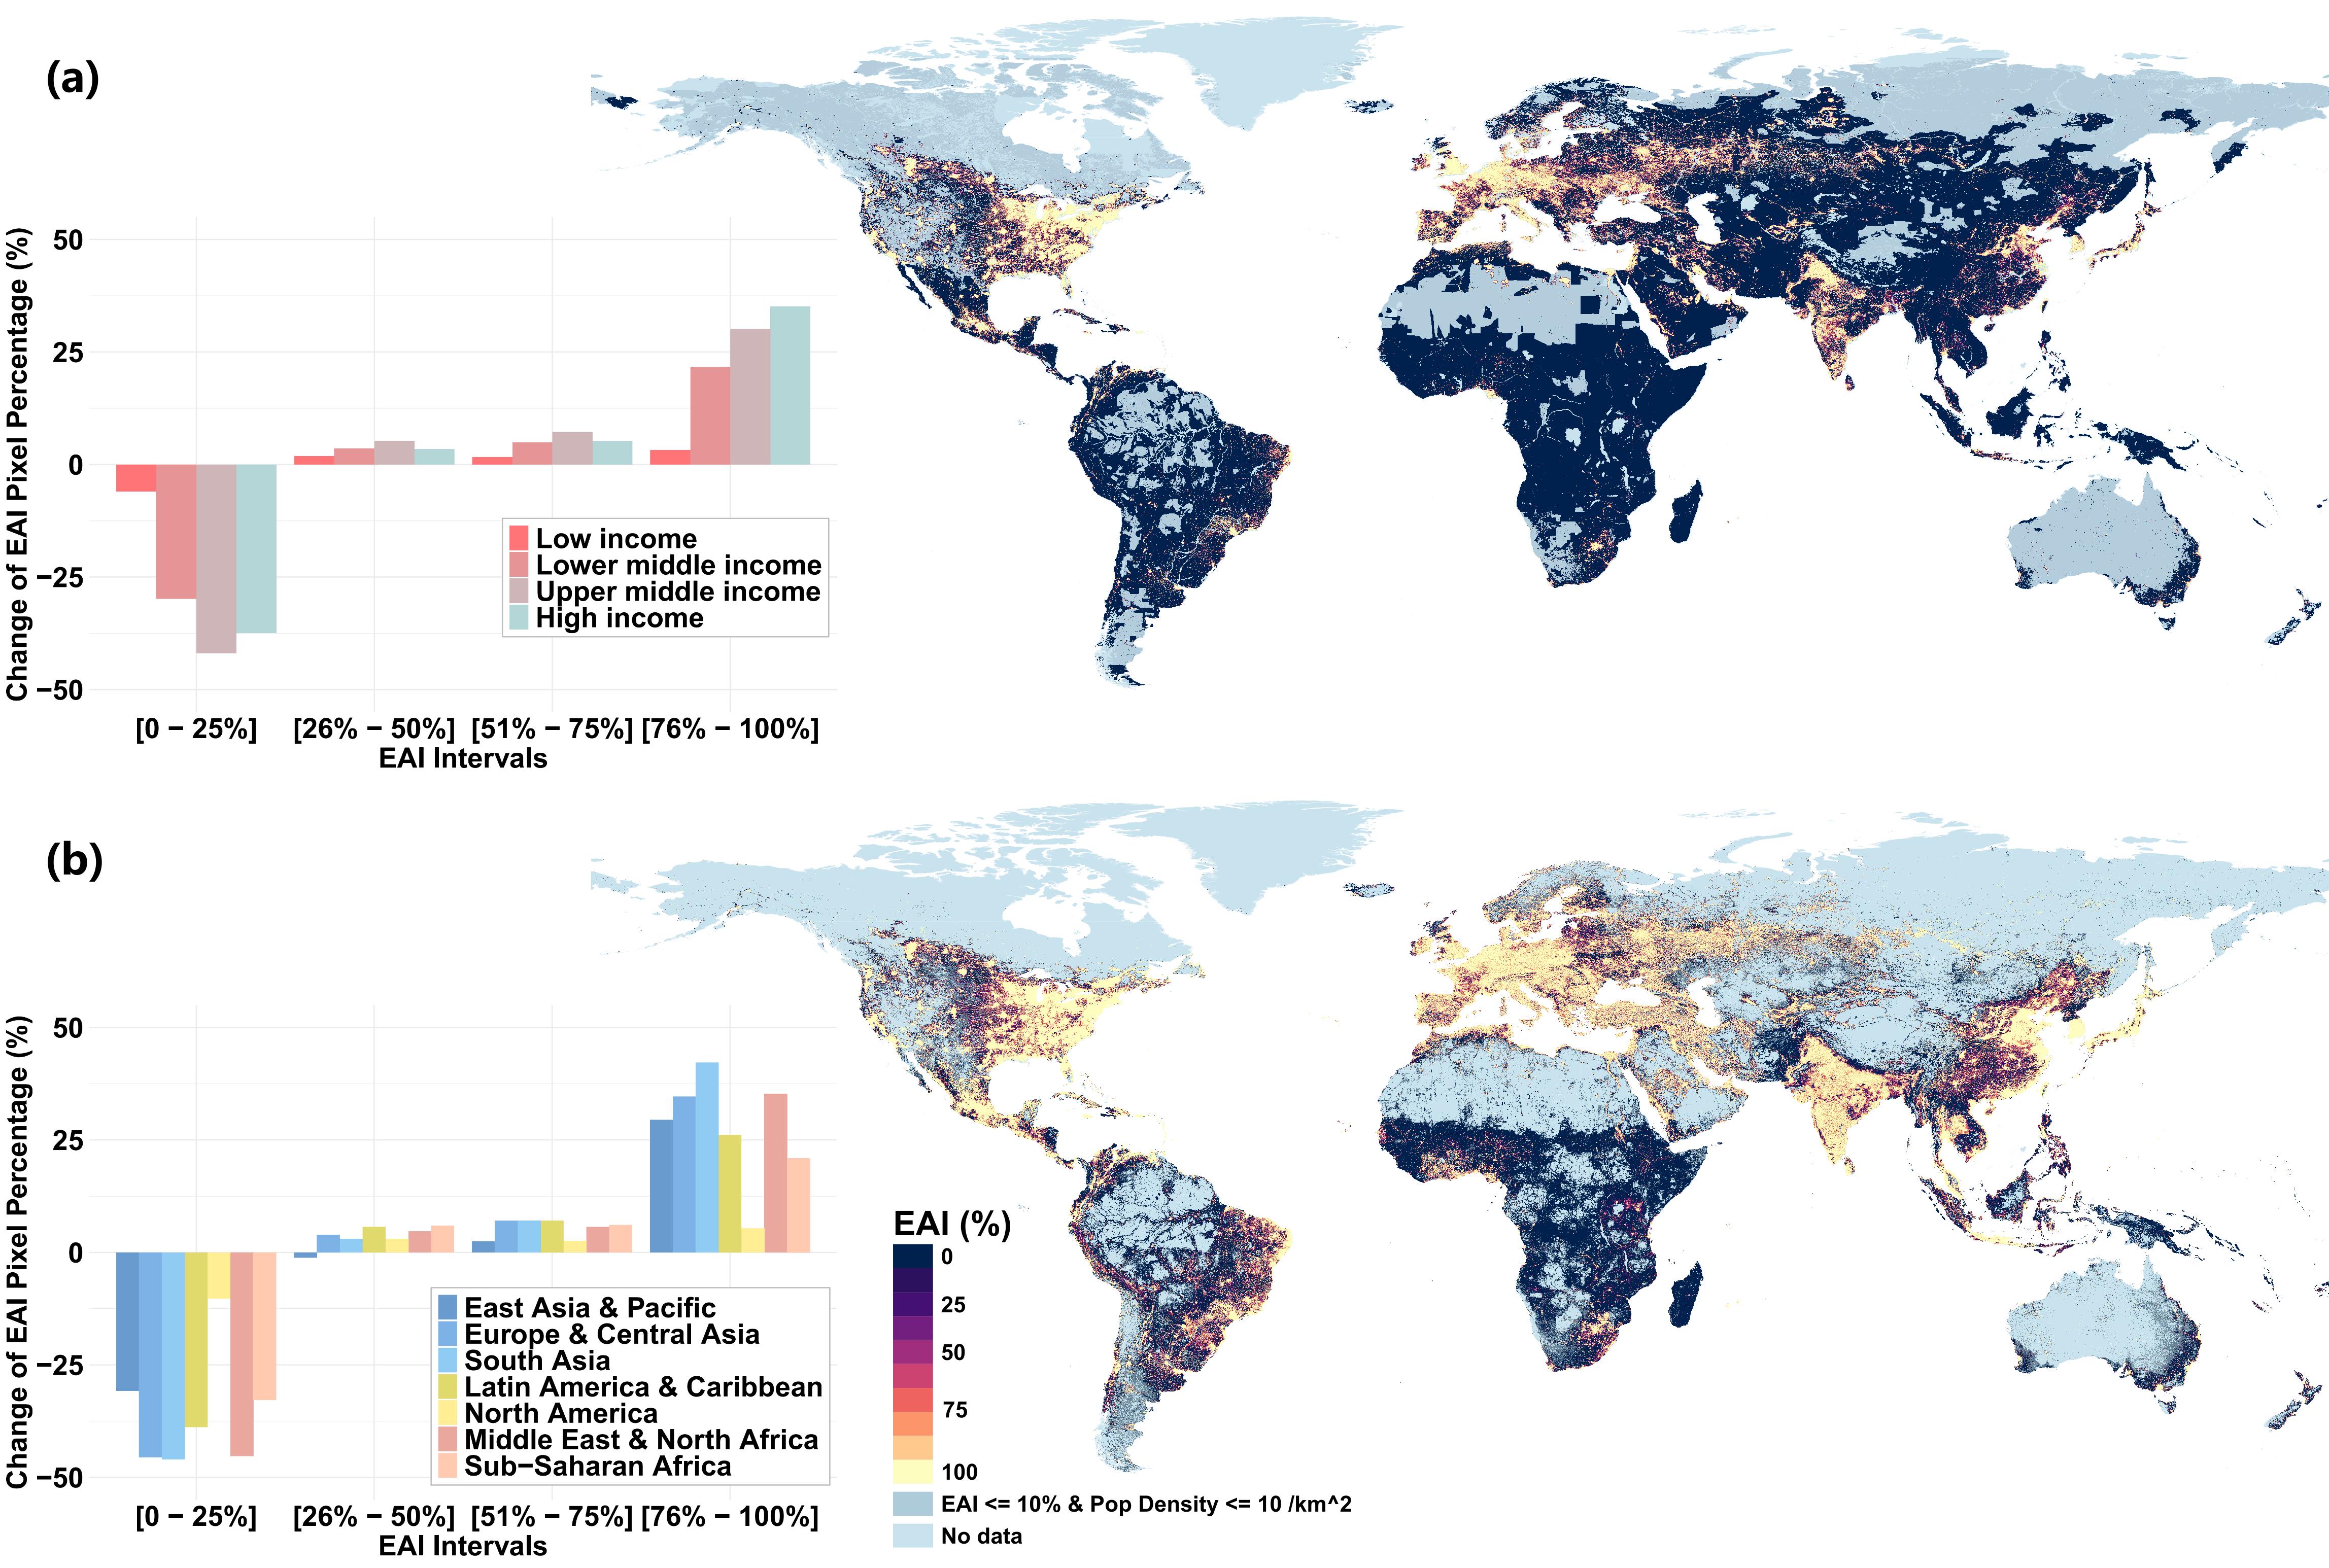 (a)
Change of EAI Pixel Percentage (%)
50
25
0
−25
−50
Low income
Lower middle income
Upper middle income
High income
[0 − 25%] [26% − 50%] [51% − 75%] [76% − 100%]
EAI Intervals
(b)
Change of EAI Pixel Percentage (%)
50
25
0
−25
−50
East Asia & Pacific
Europe & Central Asia
South Asia
Latin America & Caribbean
North America
Middle East & North Africa
Sub−Saharan Africa
[0 − 25%] [26% − 50%] [51% − 75%] [76% − 100%]
EAI Intervals
EAI (%)
0
25
50
75
100
EAI <= 10% & Pop Density <= 10 /km^2
No data